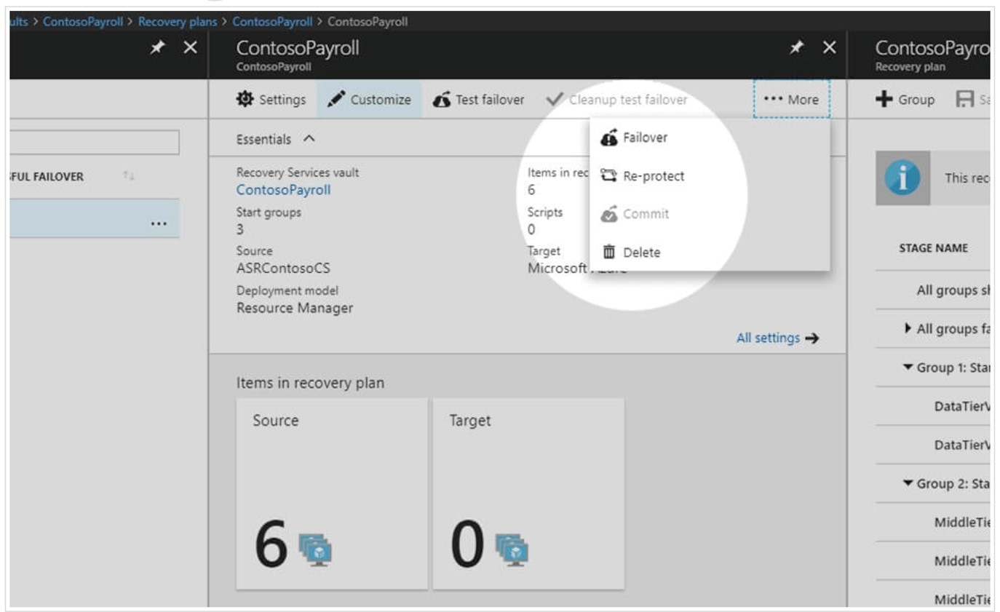 ults > ContosoPayroll > Recovery plans > ContosoPayroll > ContosoPayroll
FUL FAILOVER
ContosoPayroll
ContosoPayroll
Settings Customize Test failover Cleanup test failover ... More
Failover
Re-protect
Commit
Delete
Essentials
Recovery Services vault
ContosoPayroll
Start groups
3
Source
ASRContosoCS
Deployment model
Resource Manager
Items in rec
6
Scripts
0
Target
Microsoft
All settings
Items in recovery plan
Source
6
Target
0
ContosoPayro
Recovery plan
Group Sa
This rec
STAGE NAME
All groups sh
All groups fa
Group 1: Star
DataTierV
DataTierV
Group 2: Sta
MiddleTie
MiddleTie
MiddleTie